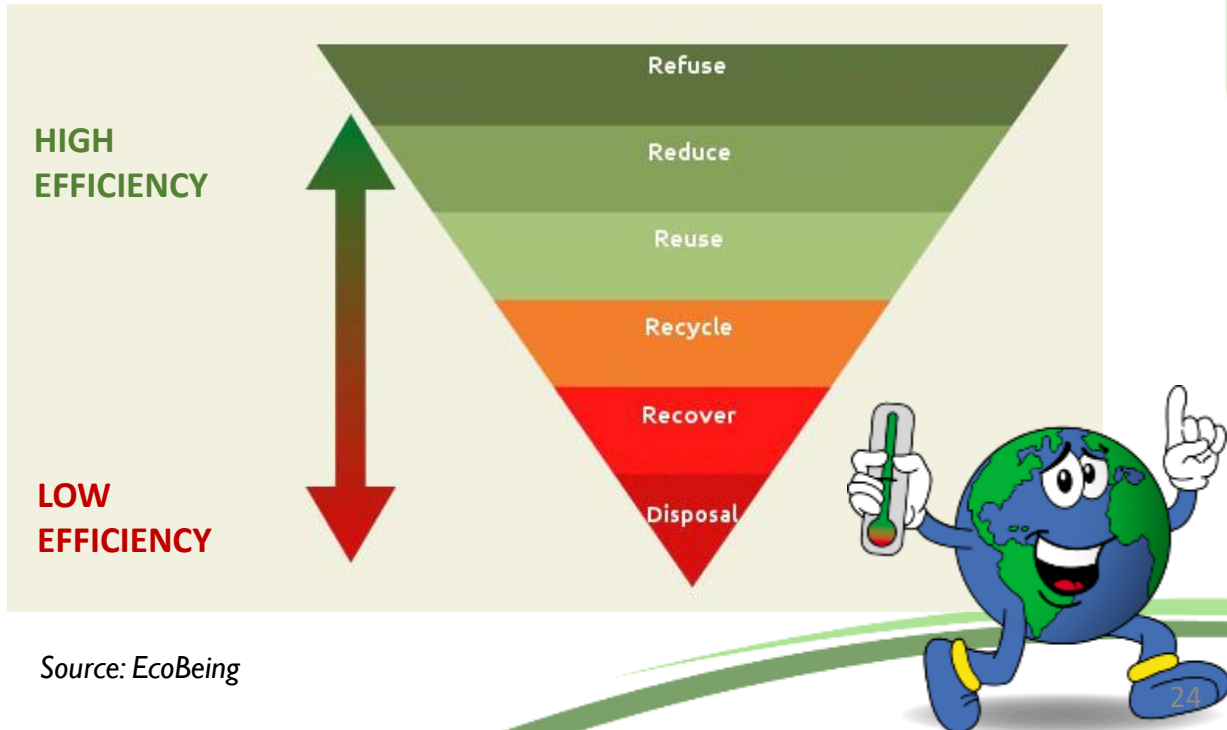 Refuse
HIGH
EFFICIENCY
Reduce
Reuse
Recycle
Recover
LOW
EFFICIENCY
Disposal
Source: EcoBeing
24